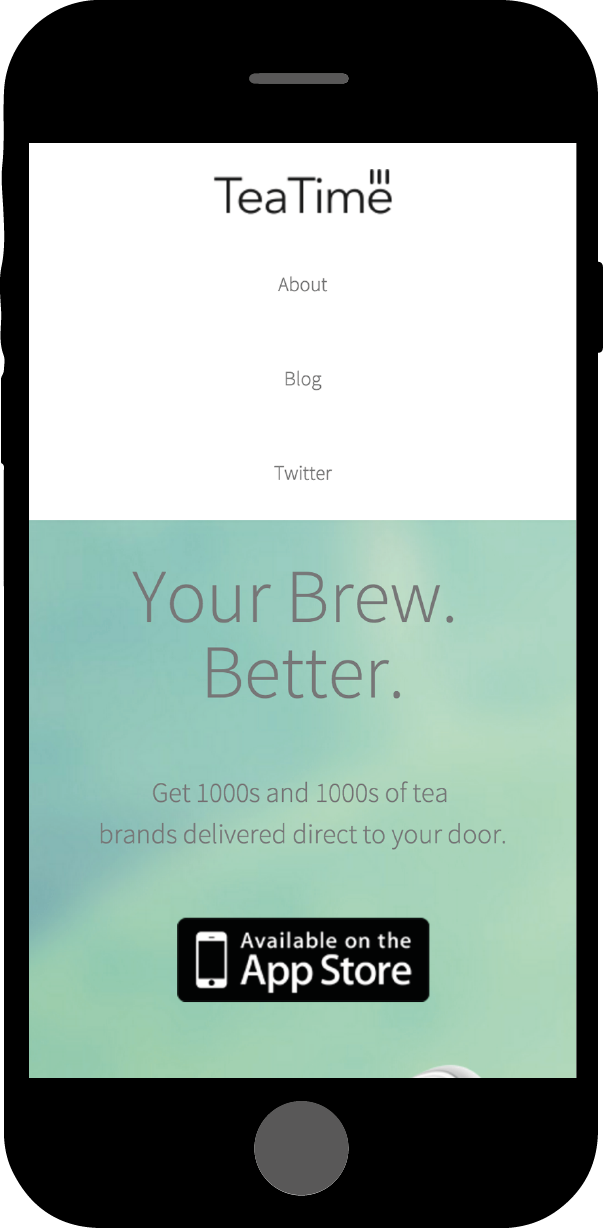 TeaTime
About
Blog
Twitter
Your Brew.
Better.
Get 1000s and 1000s of tea
brands delivered direct to your door.
Available on the
App Store